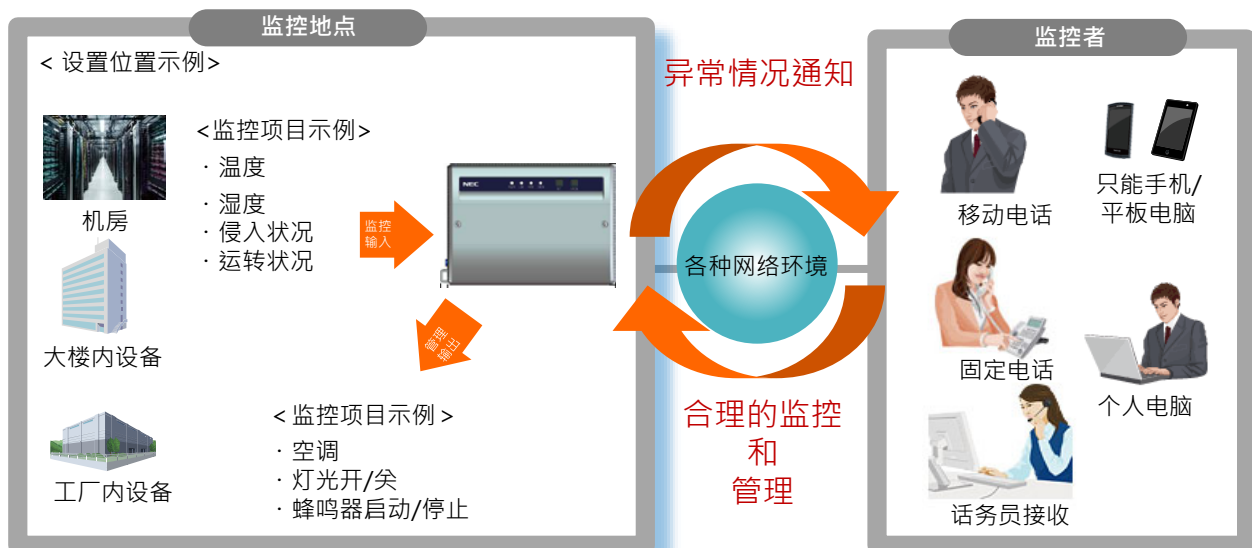 监控地点
< 设置位置示例>
机房
大楼内设备
工厂内设备
<监控项目示例>
· 温度
· 湿度
· 侵入状况
· 运转状况
监控
输入
NEC
管理
输出
< 监控项目示例 >
· 空调
· 灯光开/关
· 蜂鸣器启动/停止
异常情况通知
各种网络环境
合理的监控
和
管理
监控者
移动电话
只能手机/
平板电脑
固定电话
个人电脑
话务员接收